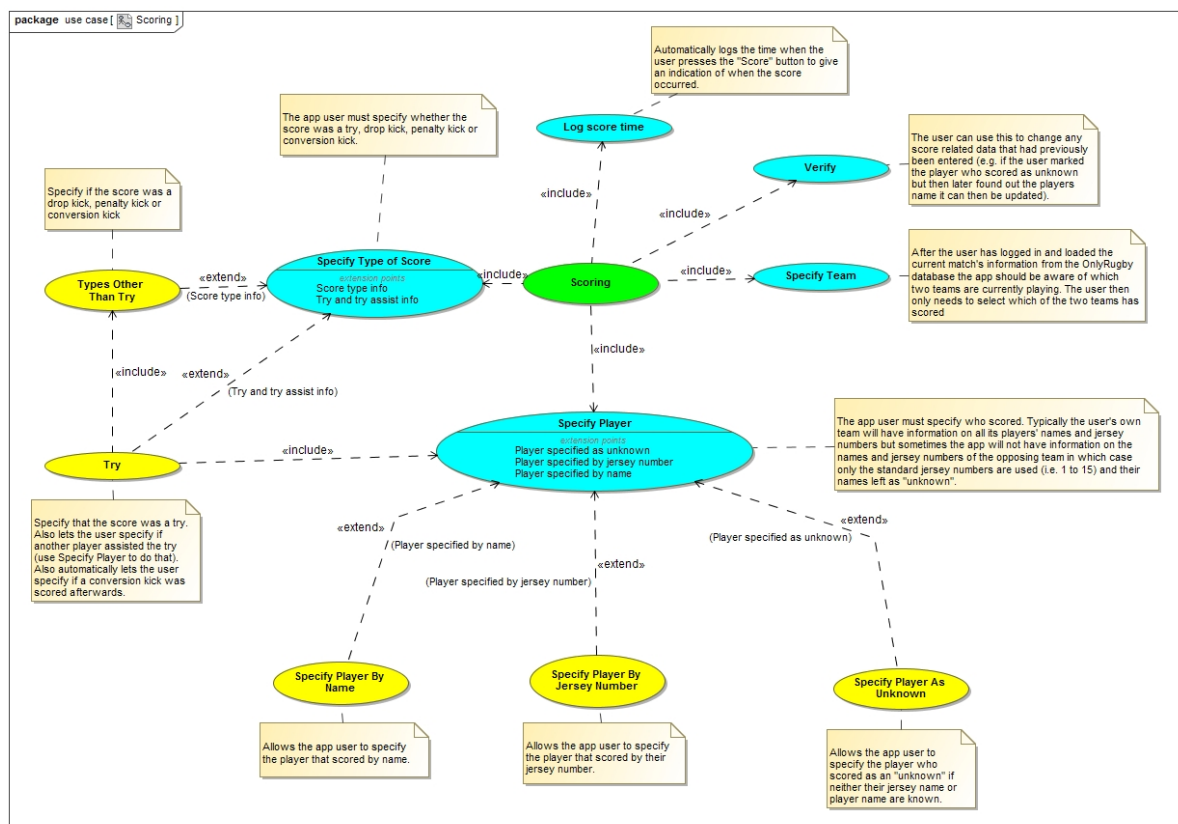 package use case [ Scoring ]
Automatically logs the time when the
user presses the "Score" button to give
an indication of when the score
occurred.
The app user must specify whether the
score was a try, drop kick, penalty kick or
conversion kick.
Log score time
The user can use this to change any
score related data that had previously
been entered (e.g. if the user marked
the player who scored as unknown
but then later found out the players
name it can then be updated).
Verify
Specify if the score was a
drop kick, penalty kick or
conversion kick
«include»
«include»
After the user has logged in and loaded the
current match's information from the OnlyRugby
database the app should be aware of which
two teams are currently playing. The user then
only needs to select which of the two teams has
scored
Specify Type of Score
extension points
Score type info
Try and try assist info
«extend»
(Score type info)
Types Other
Than Try
«include»
Scoring
«include»
Specify Team
«include»
«include»
«extend»
(Try and try assist info)
Specify Player
extension points
Player specified as unknown
Player specified by jersey number
Player specified by name
The app user must specify who scored. Typically the user's own
team will have information on all its players' names and jersey
numbers but sometimes the app will not have information on the
names and jersey numbers of the opposing team in which case
only the standard jersey numbers are used (i.e. 1 to 15) and their
names left as "unknown".
«include»
Try
Specify that the score was a try.
Also lets the user specify if
another player assisted the try
(use Specify Player to do that).
Also automatically lets the user
specify if a conversion kick was
scored afterwards.
«extend»
(Player specified by name)
«extend»
(Player specified by jersey number)
«extend»
(Player specified as unknown)
Specify Player By
Name
Specify Player By
Jersey Number
Specify Player As
Unknown
Allows the app user to specify
the player that scored by name.
Allows the app user to specify
the player that scored by their
jersey number.
Allows the app user to
specify the player who
scored as an "unknown" if
neither their jersey name or
player name are known.